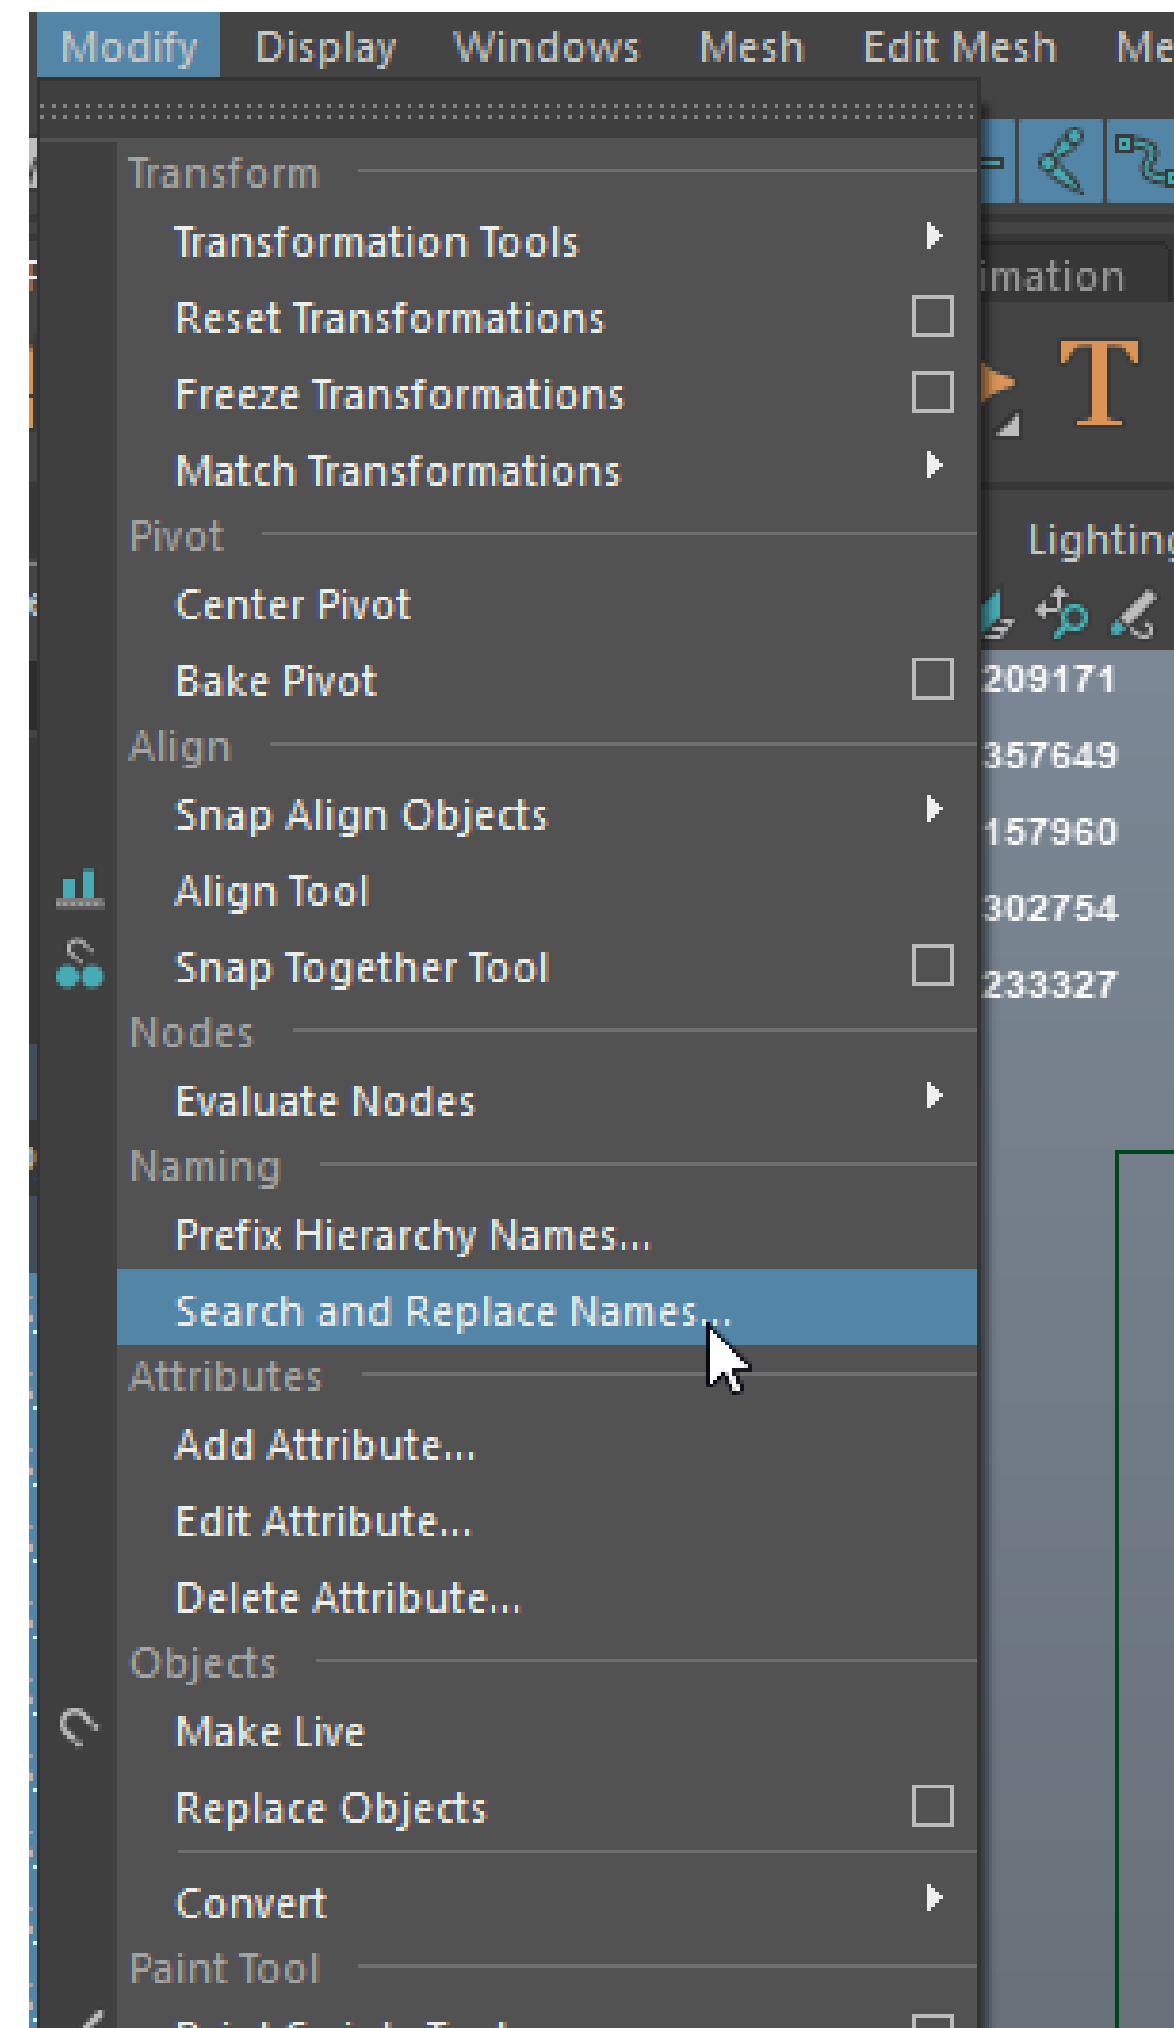 Modify Display Windows Mesh Edit Mesh
Transform
Transformation Tools
Reset Transformations
imation
Freeze Transformations
T
Match Transformations
Pivot
Lighting
Center Pivot
Bake Pivot
209171
Align
357649
Snap Align Objects
157960
Align Tool
302754
Snap Together Tool
233327
Nodes
Evaluate Nodes
Naming
Prefix Hierarchy Names...
Search and Replace Names...
Attributes
Add Attribute...
Edit Attribute...
Delete Attribute...
Objects
Make Live
Replace Objects
Convert
Paint Tool